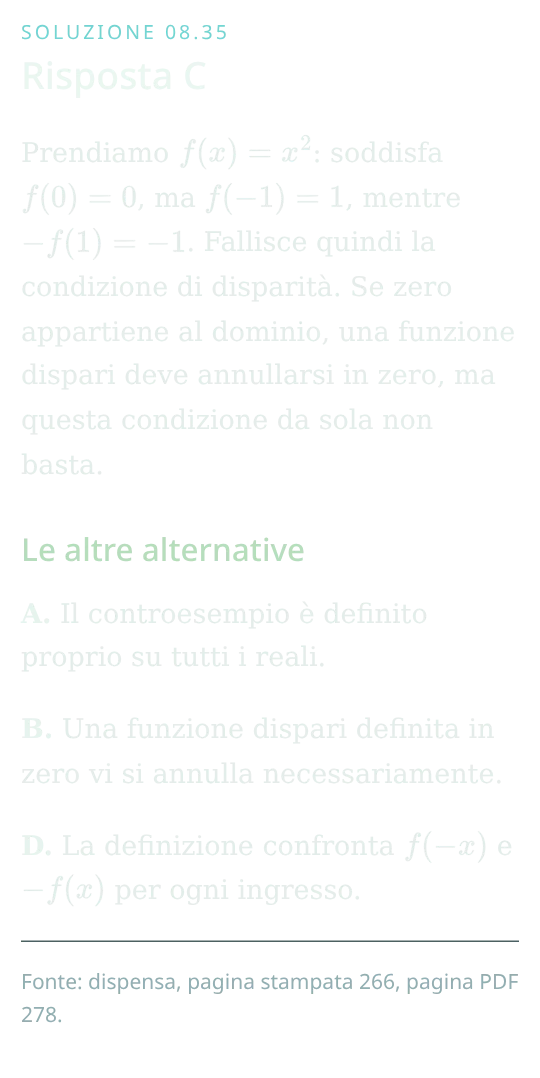 SOLUZIONE 08.35
Risposta C
Prendiamo f(x) = x²: soddisfa
f(0) = 0, ma f(−1) = 1, mentre
−f(1) = −1. Fallisce quindi la
condizione di disparità. Se zero
appartiene al dominio, una funzione
dispari deve annullarsi in zero, ma
questa condizione da sola non
basta.
Le altre alternative
A. Il controesempio è definito
proprio su tutti i reali.
B. Una funzione dispari definita in
zero vi si annulla necessariamente.
D. La definizione confronta f(−x) e
−f(x) per ogni ingresso.
Fonte: dispensa, pagina stampata 266, pagina PDF
278.